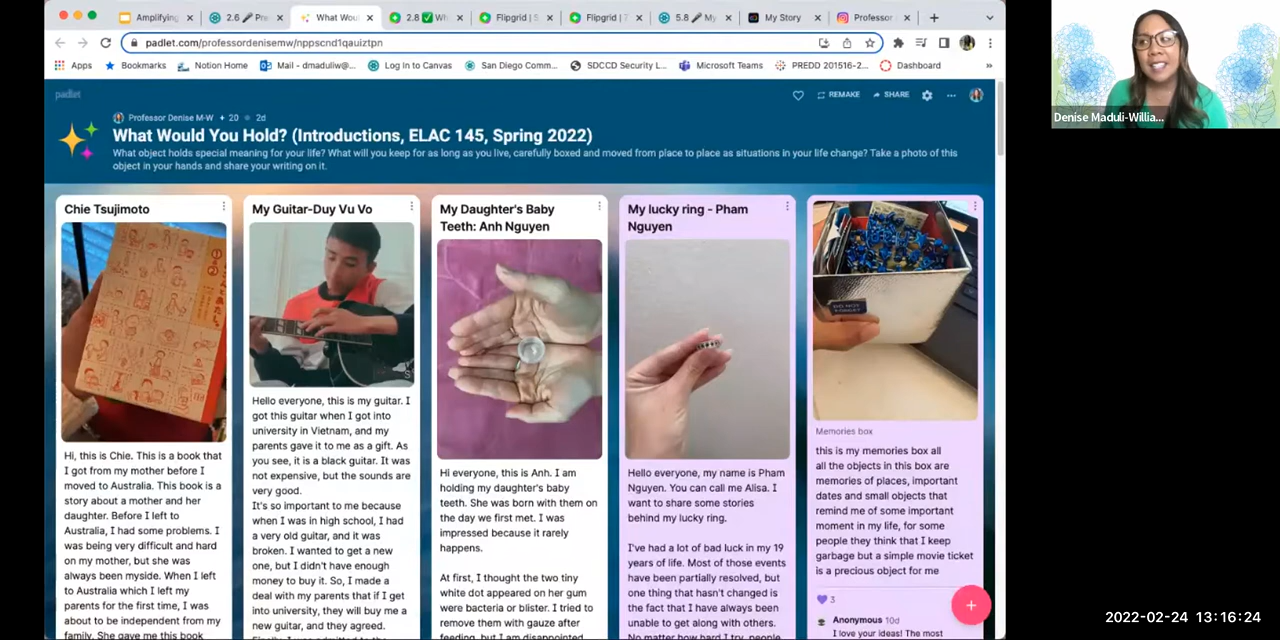 Amplifying
2.6 🎤 Pre
What Wou
2.8 ✅ Wh
Flipgrid | S
Flipgrid | 7
5.8 🎤 My
My Story
Professor
padlet.com/professordenisemw/nppscnd1qauiztpn
Apps
Bookmarks
Notion Home
Mail - dmaduliw@...
Log In to Canvas
San Diego Comm...
SDCCD Security L...
Microsoft Teams
PREDD 201516-2...
Dashboard
padlet
REMAKE
SHARE
Professor Denise M-W + 20 2d
What Would You Hold? (Introductions, ELAC 145, Spring 2022)
What object holds special meaning for your life? What will you keep for as long as you live, carefully boxed and moved from place to place as situations in your life change? Take a photo of this
object in your hands and share your writing on it.
Chie Tsujimoto
Hi, this is Chie. This is a book that
I got from my mother before I
moved to Australia. This book is a
story about a mother and her
daughter. Before I left to
Australia, I had some problems. I
was being very difficult and hard
on my mother, but she was
always been myside. When I left
to Australia which I left my
parents for the first time, I was
about to be independent from my
family. She gave me this book
My Guitar-Duy Vu Vo
Hello everyone, this is my guitar. I
got this guitar when I got into
university in Vietnam, and my
parents gave it to me as a gift. As
you see, it is a black guitar. It was
not expensive, but the sounds are
very good.
It's so important to me because
when I was in high school, I had
a very old guitar, and it was
broken. I wanted to get a new
one, but I didn't have enough
money to buy it. So, I made a
deal with my parents that if I get
into university, they will buy me a
new guitar, and they agreed.
My Daughter's Baby
Teeth: Anh Nguyen
Hi everyone, this is Anh. I am
holding my daughter's baby
teeth. She was born with them on
the day we first met. I was
impressed because it rarely
happens.
At first, I thought the two tiny
white dot appeared on her gum
were bacteria or blister. I tried to
remove them with gauze after
feeding, but I am disappointed
My lucky ring - Pham
Nguyen
Hello everyone, my name is Pham
Nguyen. You can call me Alisa. I
want to share some stories
behind my lucky ring.
I've had a lot of bad luck in my 19
years of life. Most of those events
have been partially resolved, but
one thing that hasn't changed is
the fact that I have always been
unable to get along with others.
No matter how hard I try, people
Memories box
this is my memories box all
all the objects in this box are
memories of places, important
dates and small objects that
remind me of some important
moment in my life, for some
people they think that I keep
garbage but a simple movie ticket
is a precious object for me
3
Anonymous 10d
I love your ideas! The most
Denise Maduli-Willia...
2022-02-24 13:16:24